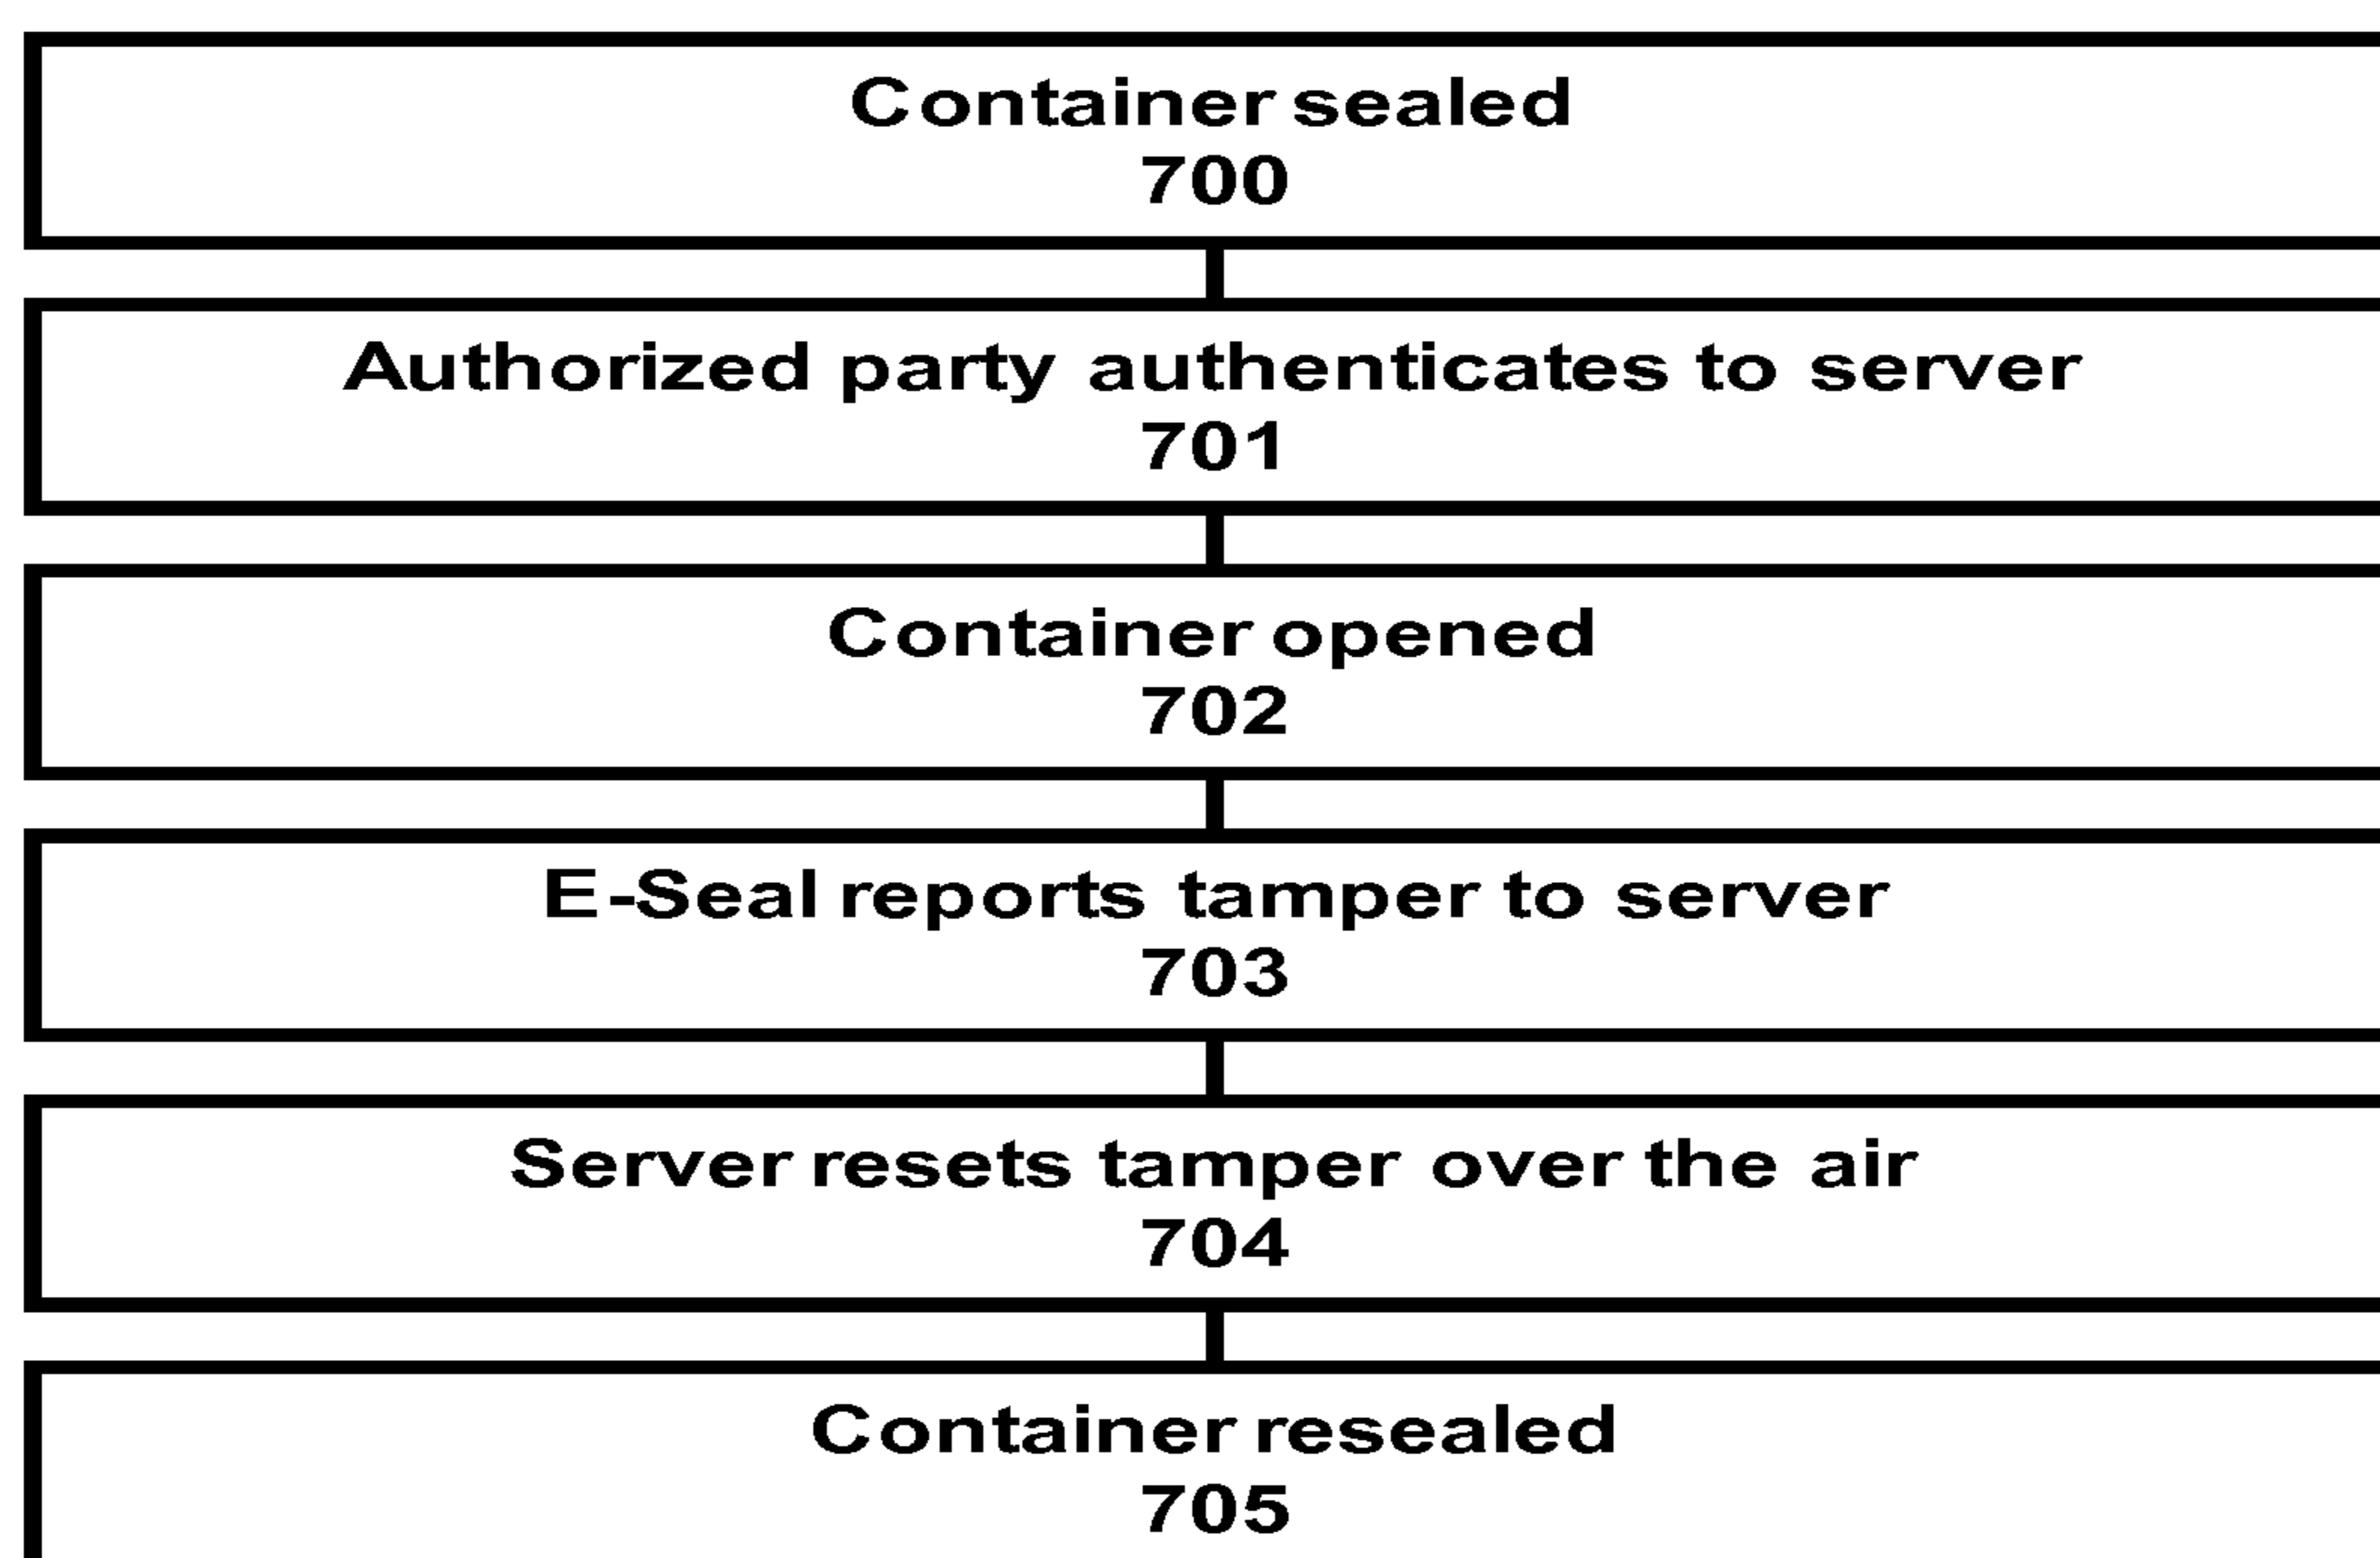 Container sealed
700
Authorized party authenticates to server
701
Container opened
702
E-Seal reports tamper to server
703
Server resets tamper over the air
704
Container resealed
705